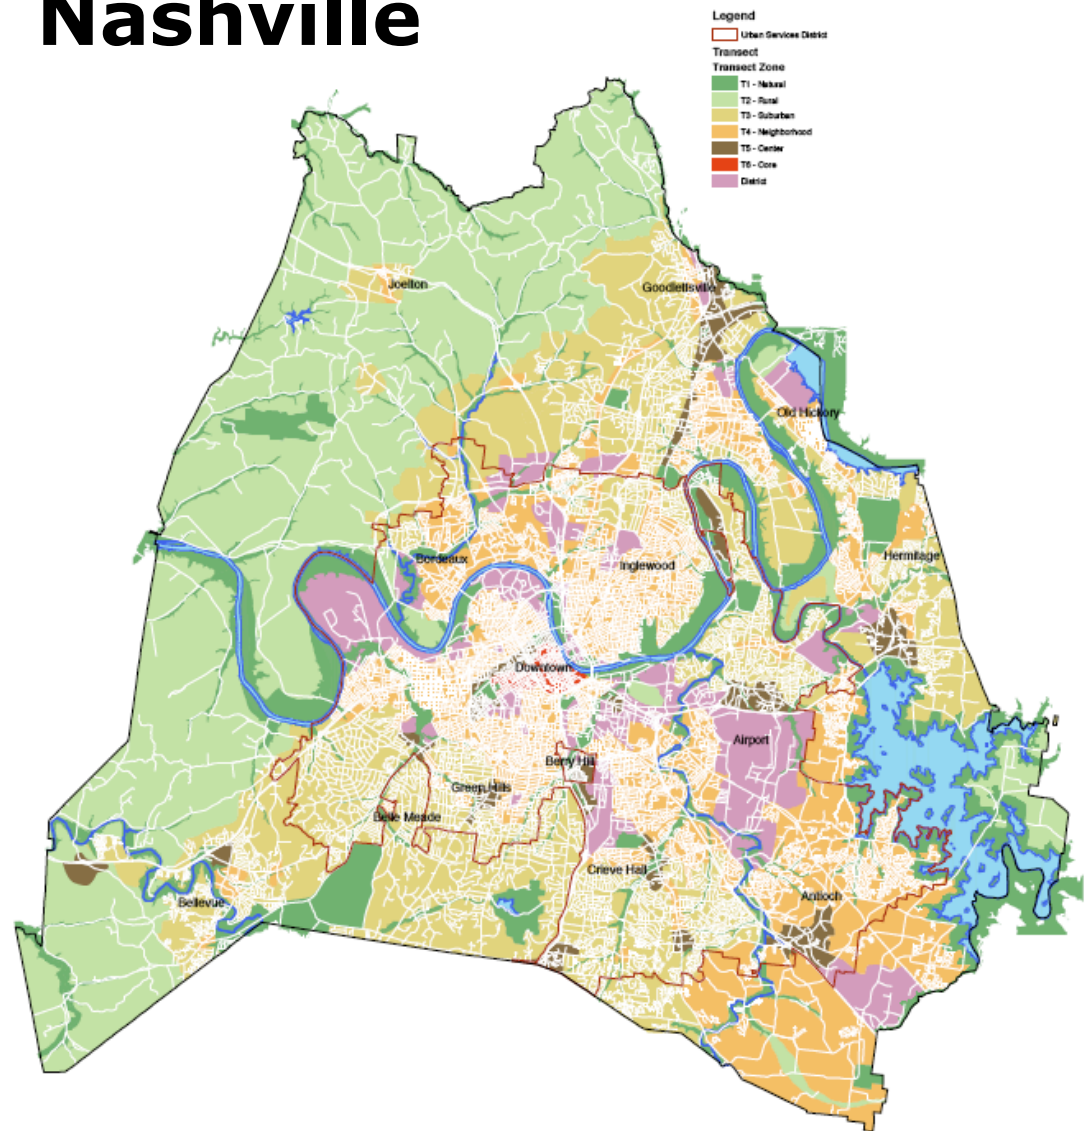 Nashville
Legend
Urban Services District
Transect
Transect Zone
T1 - Natural
T2 - Rural
T3 - Suburban
T4 - Neighborhood
T5 - Center
T6 - Core
District
Joelton
Goodlettsville
Old Hickory
Bordeaux
Inglewood
Hermitage
Downtown
Airport
Berry Hill
Green Hills
Belle Meade
Crieve Hall
Antioch
Bellevue